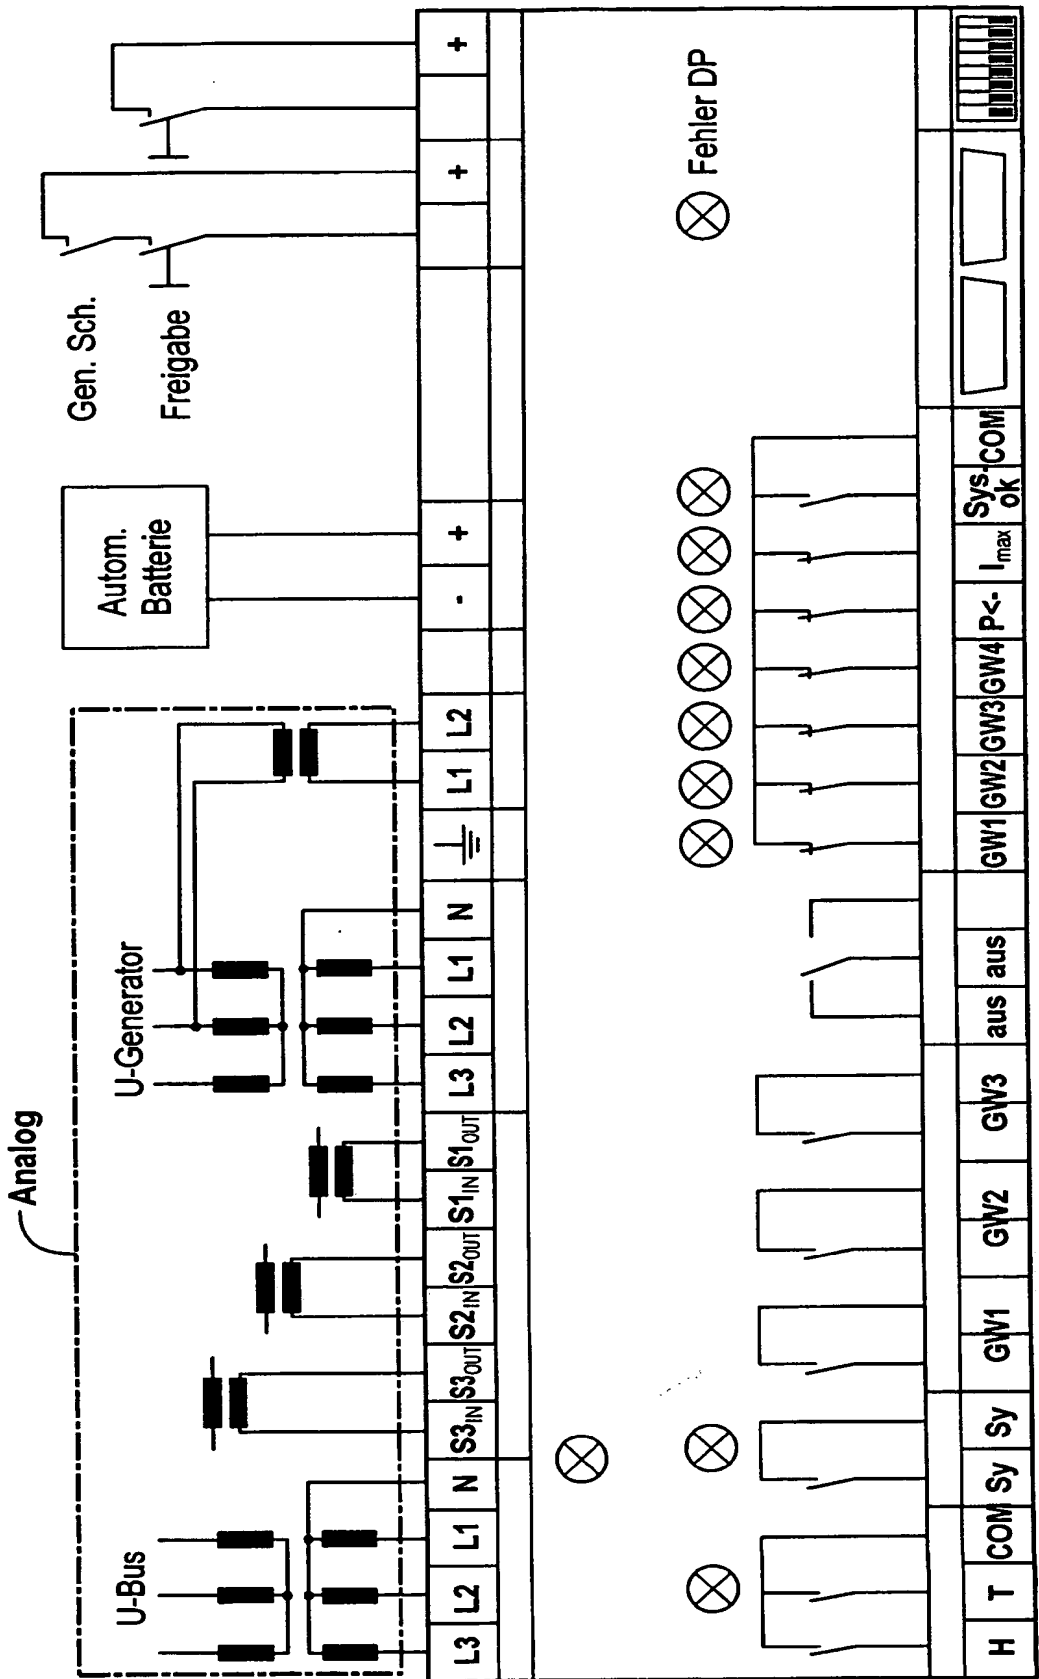 Analog
U-Bus
U-Generator
Autom.
Batterie
Gen. Sch.
Freigabe
L3 L2 L1 N S3IN S3OUT S2IN S2OUT S1IN S1OUT L3 L2 L1 N L1 L2 - + + +
Fehler DP
H T COM Sy Sy GW1 GW2 GW3 aus aus GW1 GW2 GW3 GW4 P<- Imax Sys. ok COM